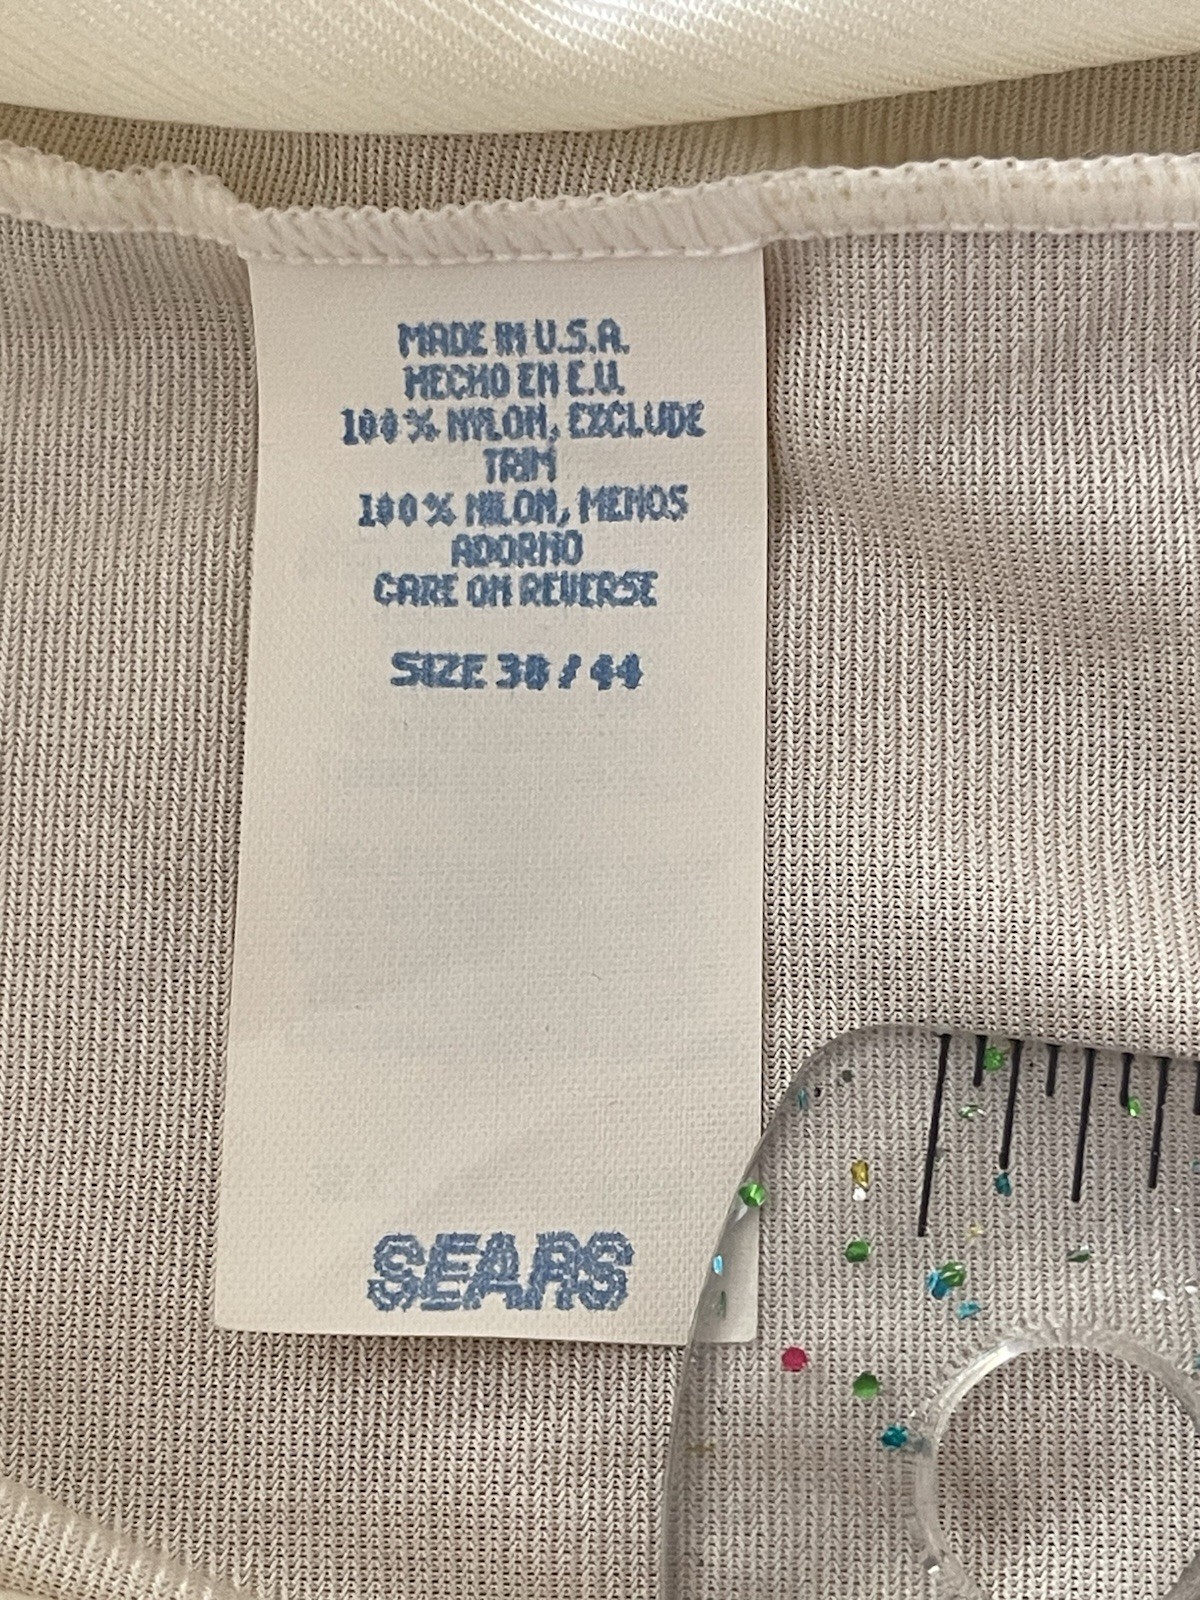 MADE IN U.S.A.
HECHO EN E.U.
100% NYLON, EXCLUDE
TRIM
100% NILON, MENOS
ADORNO
CARE ON REVERSE
SIZE 38/44
SEARS